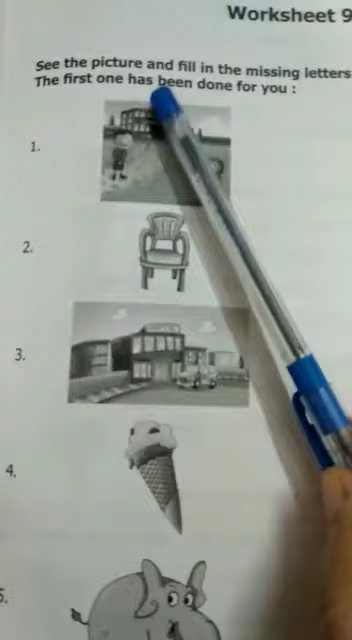 Worksheet 9
See the picture and fill in the missing letters
The first one has been done for you :
1.
2.
3.
4.
5.